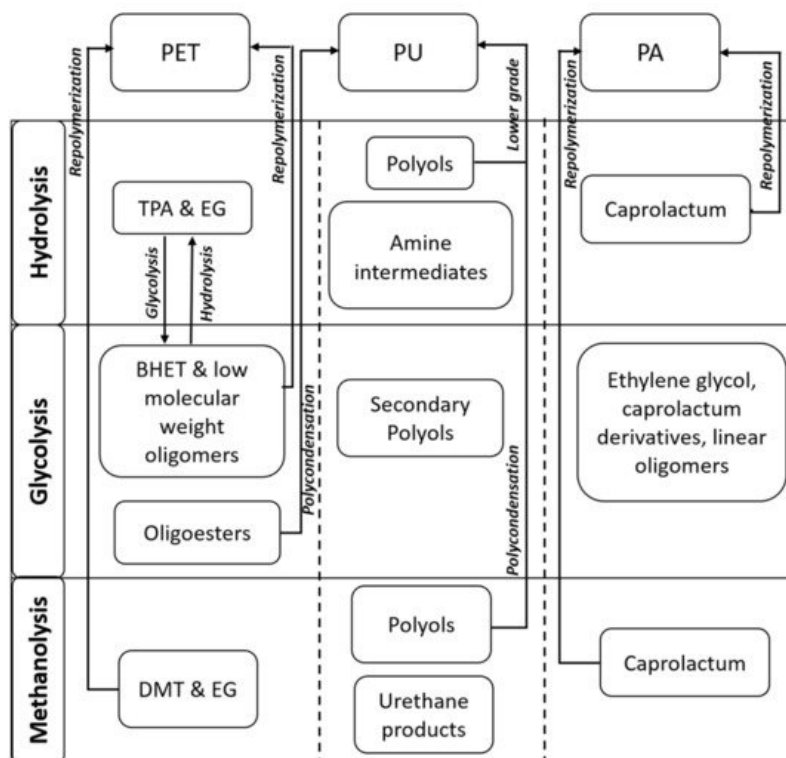 PET
PU
PA
Repolymerization
Repolymerization
Lower grade
Repolymerization
Repolymerization
Hydrolysis
TPA & EG
Glycolysis
Hydrolysis
Polyols
Amine
intermediates
Caprolactum
Glycolysis
BHET & low
molecular
weight
oligomers
Oligoesters
Polycondensation
Secondary
Polyols
Polycondensation
Ethylene glycol,
caprolactum
derivatives, linear
oligomers
Methanolysis
DMT & EG
Polyols
Urethane
products
Caprolactum